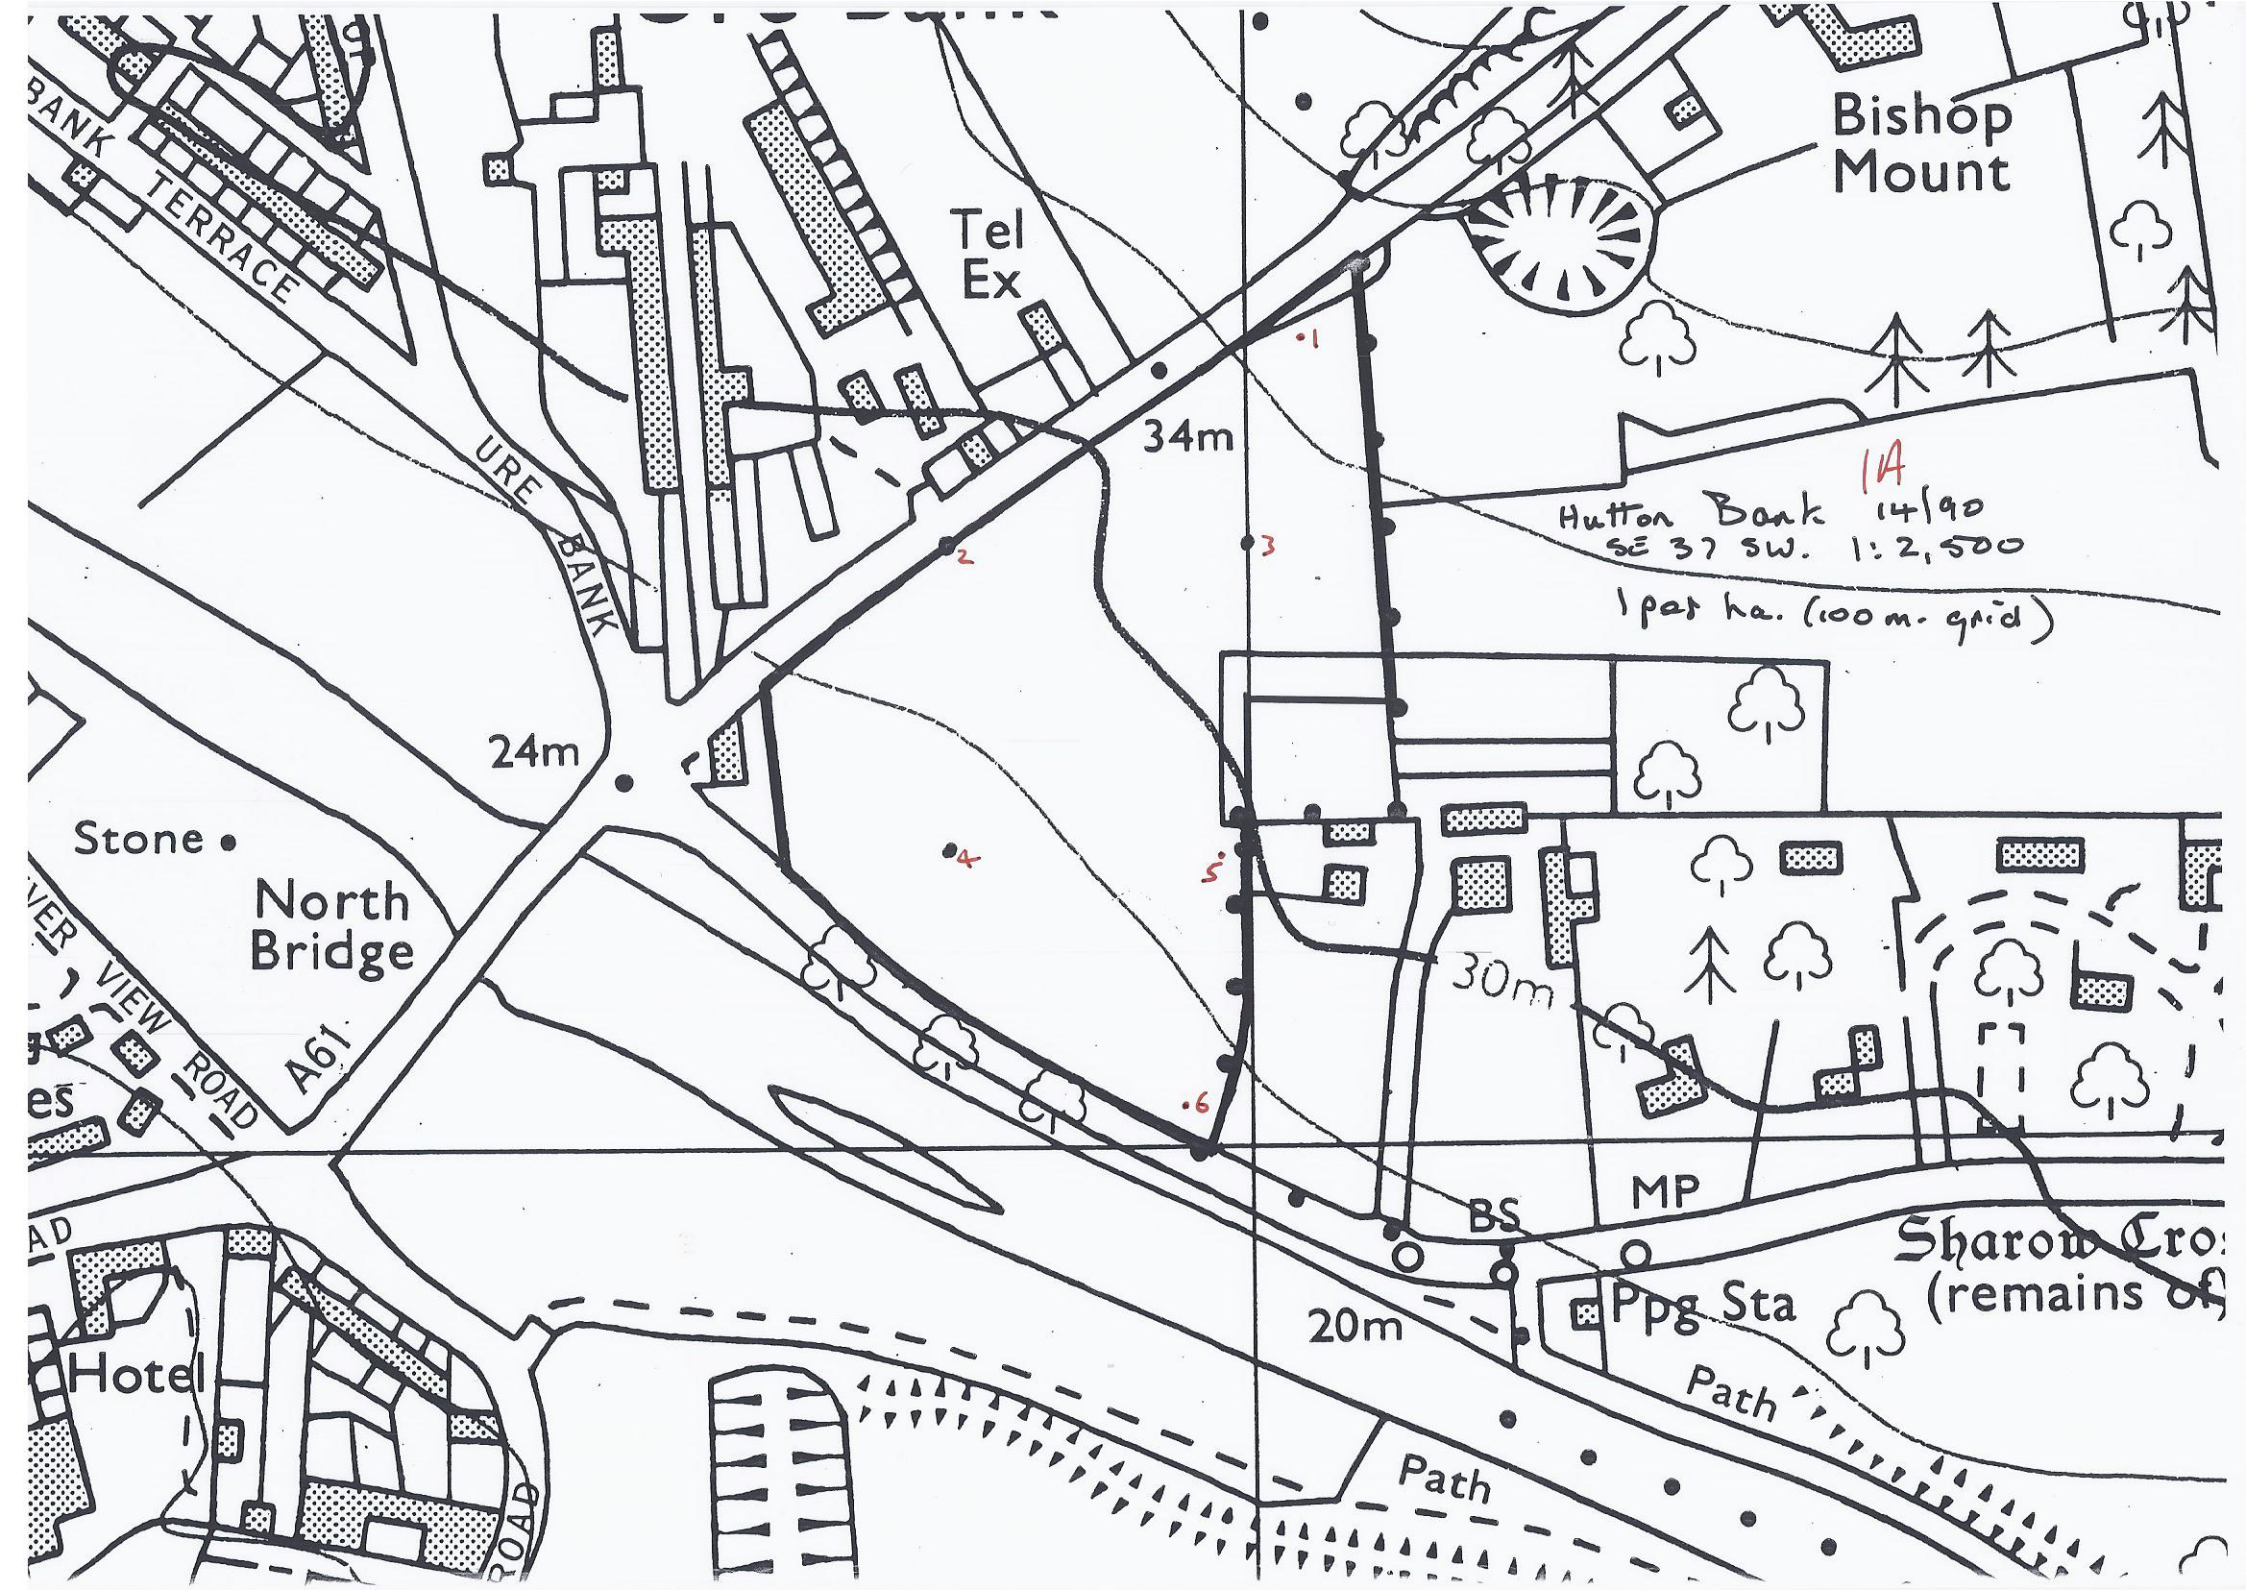 Bank
BANK
TERRACE
Bishop
Mount
Tel
Ex
1
34m
URE
BANK
1A
Hutton Bank 14/90
SE 37 SW. 1:2,500
1 per ha. (100 m. grid)
2
3
24m
Stone
4
5
North
Bridge
VIEW
ROAD
A61
30m
6
es
MP
BS
AD
Sharow Cros
(remains of)
Ppg Sta
20m
Hotel
Path
Path
ROAD